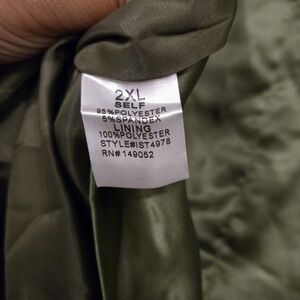 2XL
SELF
95%POLYESTER
5%SPANDEX
LINING
100%POLYESTER
STYLE#IST4978
RN#149052